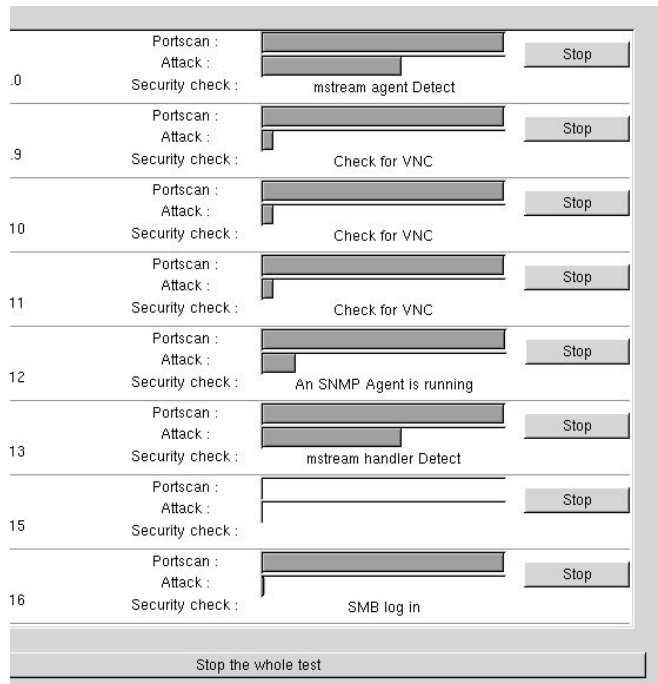 Portscan :
Attack :
Stop
.0
Security check :
mstream agent Detect
Portscan :
Attack :
Stop
.9
Security check :
Check for VNC
Portscan :
Attack :
Stop
10
Security check :
Check for VNC
Portscan :
Attack :
Stop
11
Security check :
Check for VNC
Portscan :
Attack :
Stop
12
Security check :
An SNMP Agent is running
Portscan :
Attack :
Stop
13
Security check :
mstream handler Detect
Portscan :
Attack :
Stop
15
Security check :
Portscan :
Attack :
Stop
16
Security check :
SMB log in
Stop the whole test